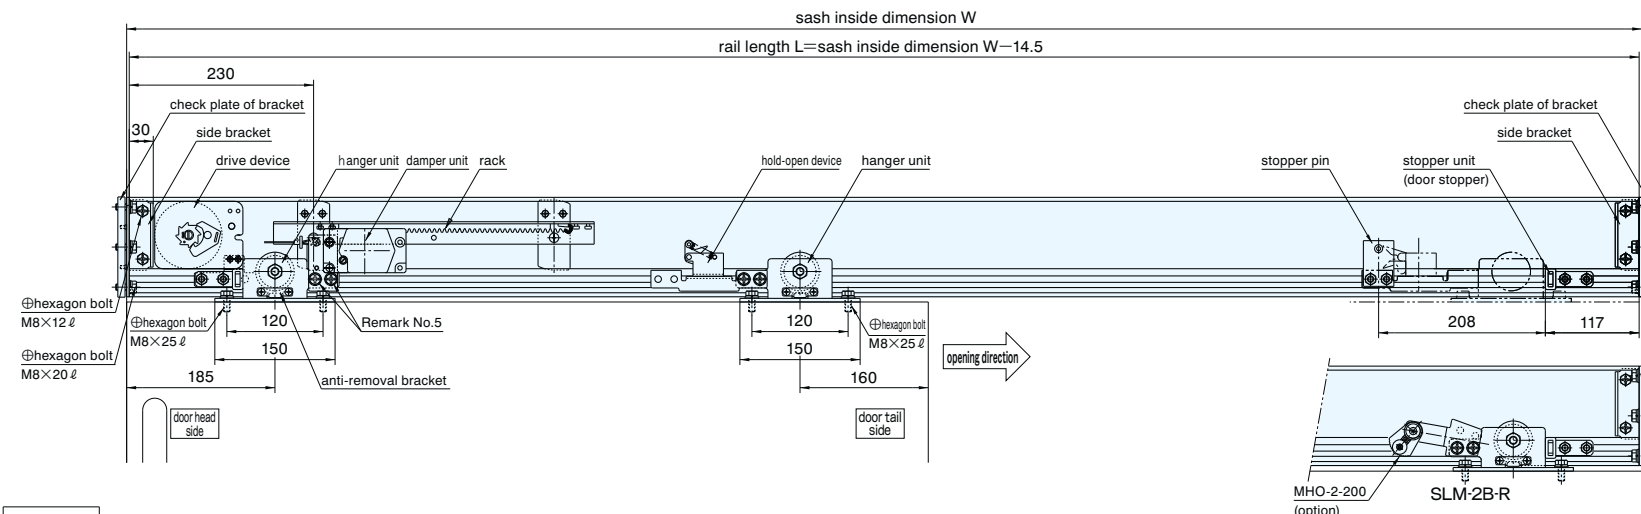 sash inside dimension W
rail length L=sash inside dimension W－14.5
230
check plate of bracket
check plate of bracket
30
side bracket
side bracket
drive device
hanger unit
damper unit
rack
hold-open device
hanger unit
stopper pin
stopper unit
(door stopper)
⊕hexagon bolt
M8×12ℓ
⊕hexagon bolt
M8×25ℓ
120
Remark No.5
120
⊕hexagon bolt
M8×25ℓ
208
117
⊕hexagon bolt
M8×20ℓ
150
150
opening direction
185
anti-removal bracket
160
door head
side
door tail
side
MHO-2-200
(option)
SLM-2B-R